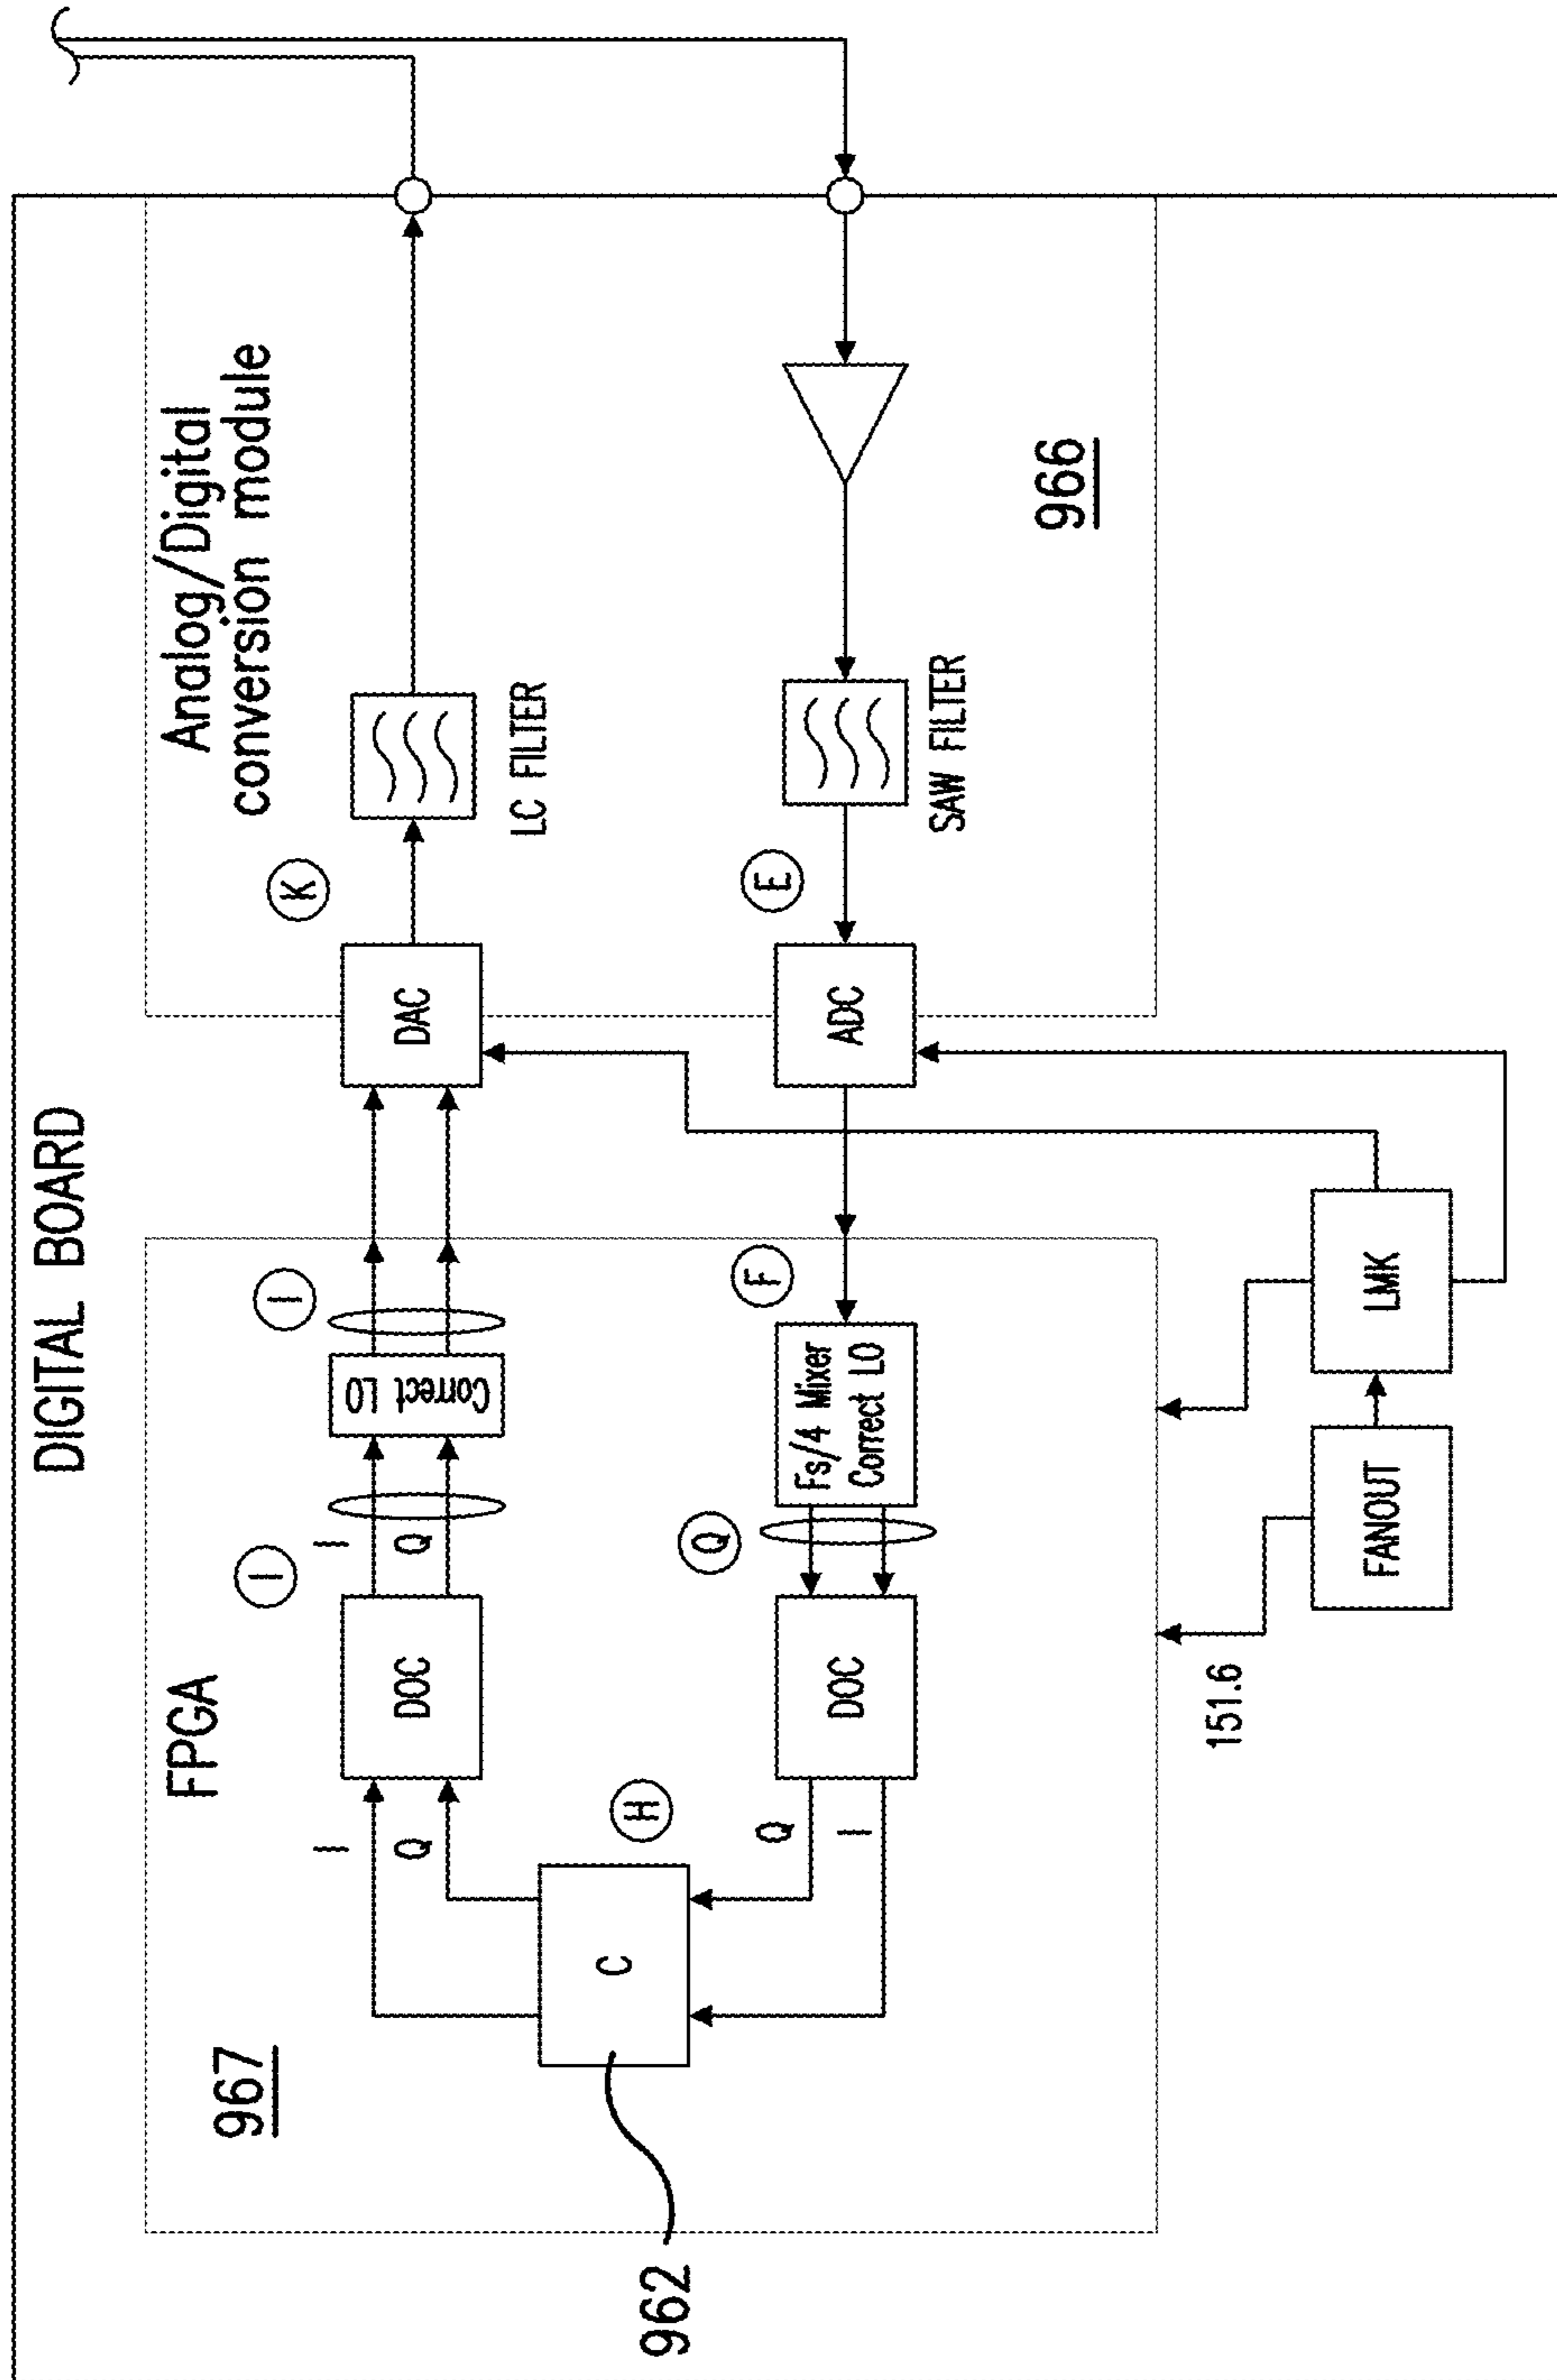 DIGITAL BOARD
967
FPGA
Analog/Digital
conversion module
I
Q
DOC
I
I
Q
Correct LO
I
DAC
K
LC FILTER
962
C
H
Q
I
DOC
Q
Fs/4 Mixer
Correct LO
F
ADC
E
SAW FILTER
966
151.6
FANOUT
LMK